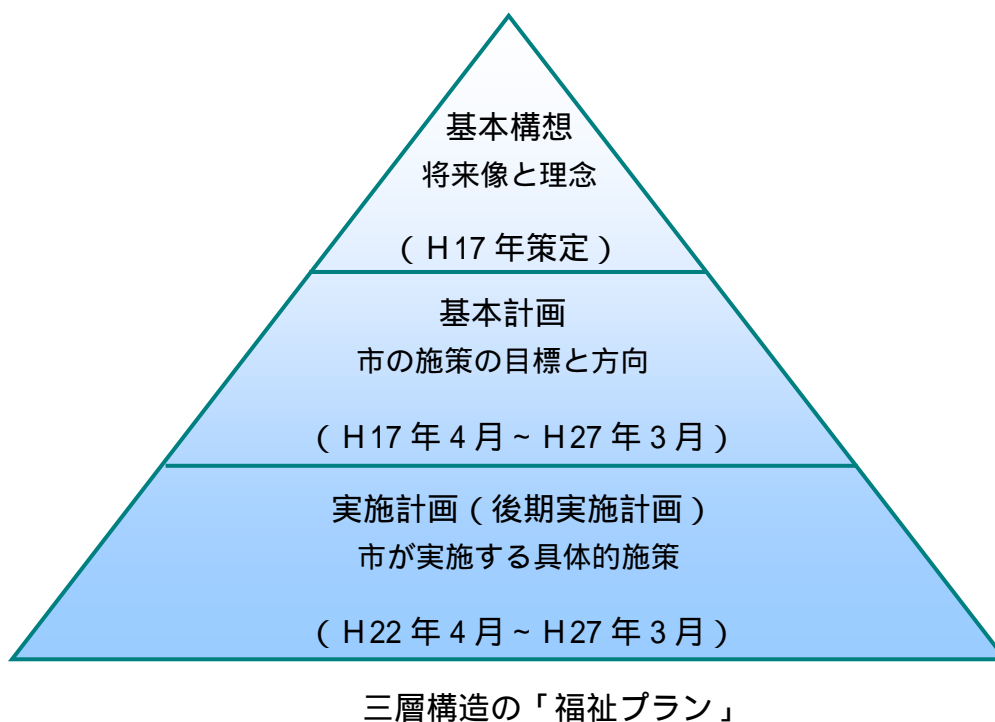 基本構想
将来像と理念
(H17年策定)
基本計画
市の施策の目標と方向
(H17年4月~H27年3月)
実施計画(後期実施計画)
市が実施する具体的施策
(H22年4月~H27年3月)
三層構造の「福祉プラン」